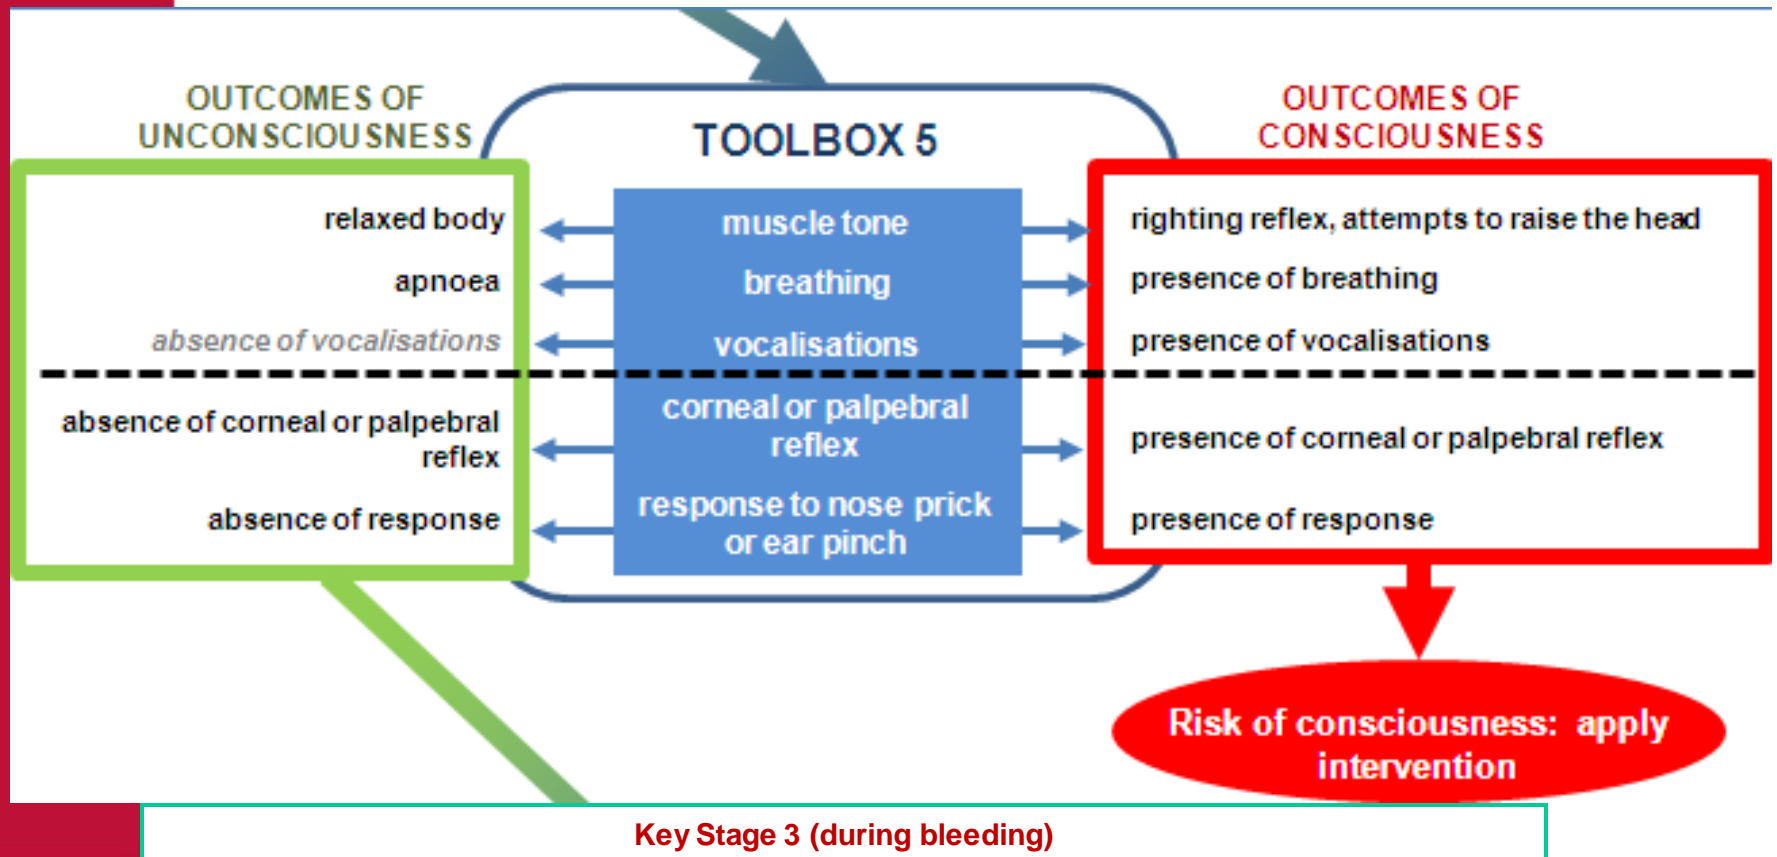 OUTCOMES OF
UNCONSCIOUSNESS
TOOLBOX 5
OUTCOMES OF
CONSCIOUSNESS
relaxed body
muscle tone
righting reflex, attempts to raise the head
apnoea
breathing
presence of breathing
absence of vocalisations
vocalisations
presence of vocalisations
absence of corneal or palpebral
reflex
corneal or palpebral
reflex
presence of corneal or palpebral reflex
absence of response
response to nose prick
or ear pinch
presence of response
Risk of consciousness: apply
intervention
Key Stage 3 (during bleeding)